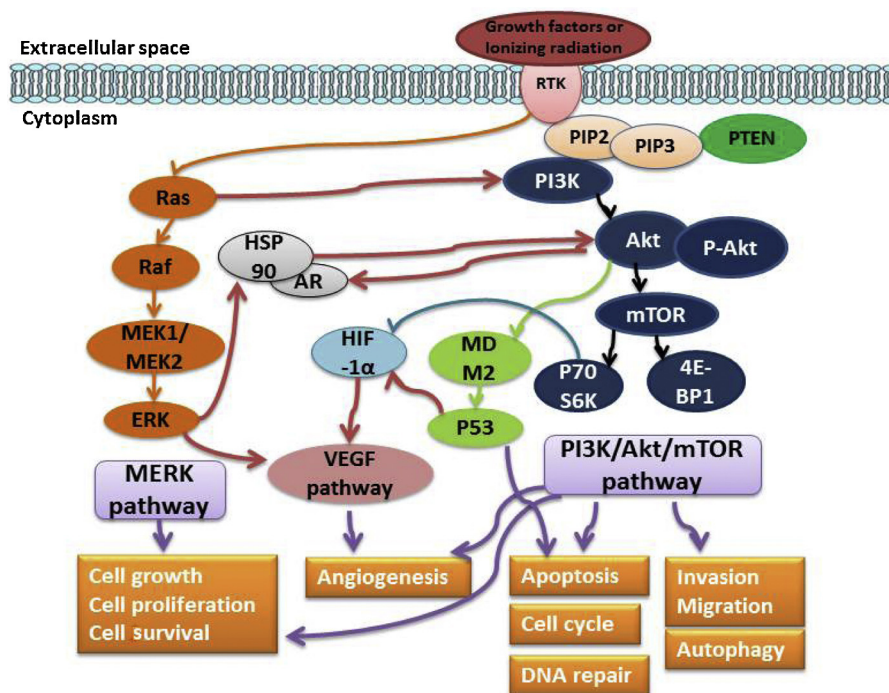 Growth factors or
Ionizing radiation
Extracellular space
RTK
Cytoplasm
PIP2
PIP3
PTEN
PI3K
Ras
HSP
90
AR
Akt
P-Akt
Raf
mTOR
MEK1/
MEK2
HIF
-1α
MD
M2
P70
S6K
4E-
BP1
ERK
P53
VEGF
pathway
MERK
pathway
PI3K/Akt/mTOR
pathway
Cell growth
Cell proliferation
Cell survival
Angiogenesis
Apoptosis
Cell cycle
DNA repair
Invasion
Migration
Autophagy